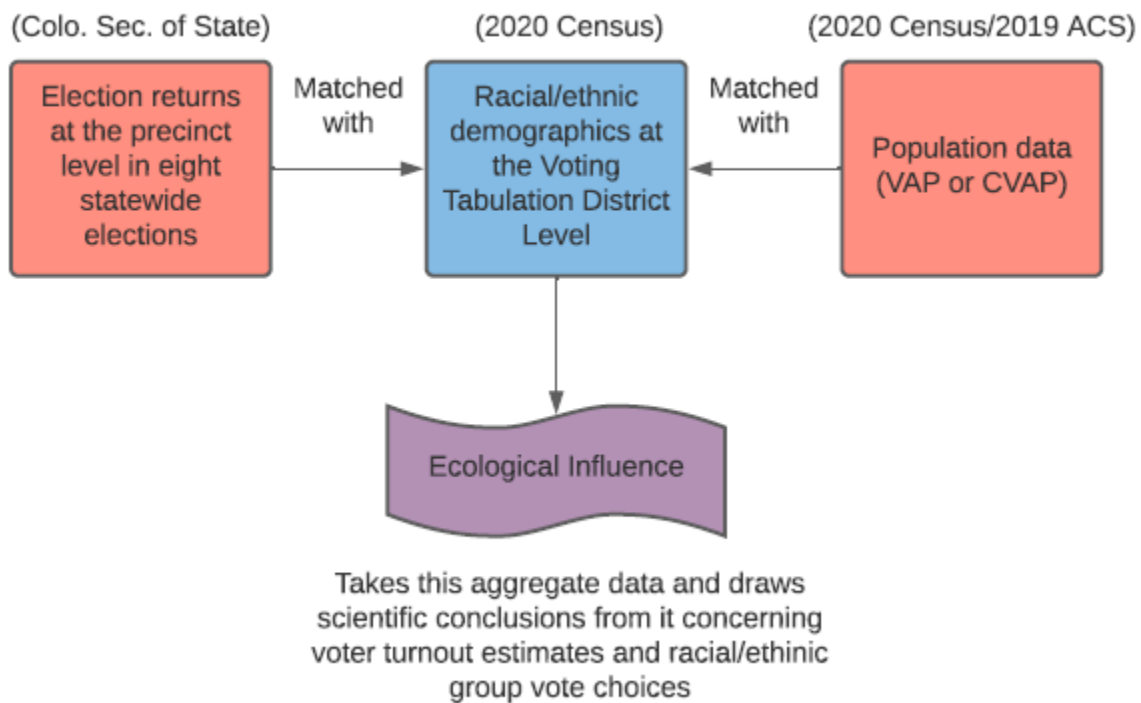 (Colo. Sec. of State)
(2020 Census)
(2020 Census/2019 ACS)
Election returns
at the precinct
level in eight
statewide
elections
Matched
with
Racial/ethnic
demographics at
the Voting
Tabulation District
Level
Matched
with
Population data
(VAP or CVAP)
Ecological Influence
Takes this aggregate data and draws
scientific conclusions from it concerning
voter turnout estimates and racial/ethinic
group vote choices